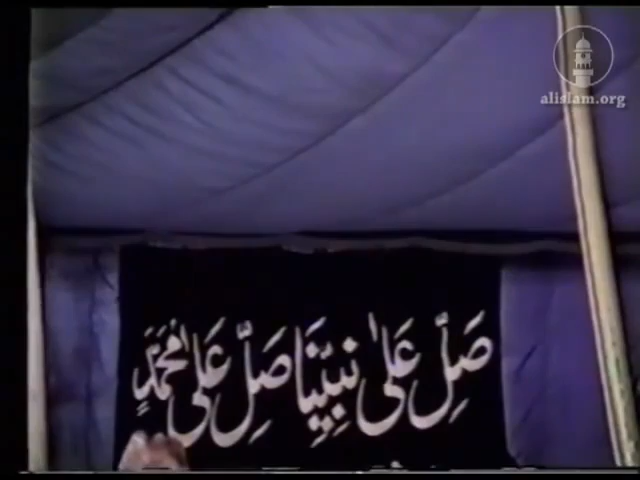 alislam.org
صَلِّ عَلٰی نَبِیِّنَا صَلِّ عَلٰی مُحَمَّدٍ